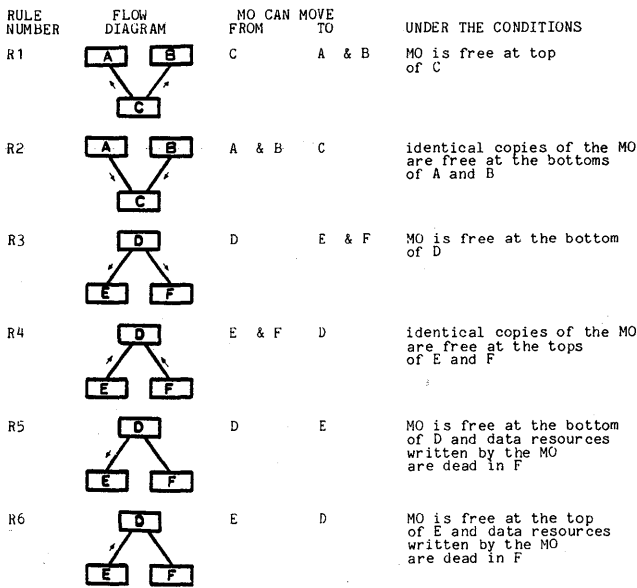 RULE FLOW MO CAN MOVE
NUMBER DIAGRAM FROM TO UNDER THE CONDITIONS
R1 A B C A & B MO is free at top
of C
C
R2 A B A & B C identical copies of the MO
are free at the bottoms
of A and B
C
R3 D D E & F MO is free at the bottom
of D
E F
R4 D E & F D identical copies of the MO
are free at the tops
of E and F
E F
R5 D D E MO is free at the bottom
of D and data resources
written by the MO
are dead in F
E F
R6 D E D MO is free at the top
of E and data resources
written by the MO
are dead in F
E F